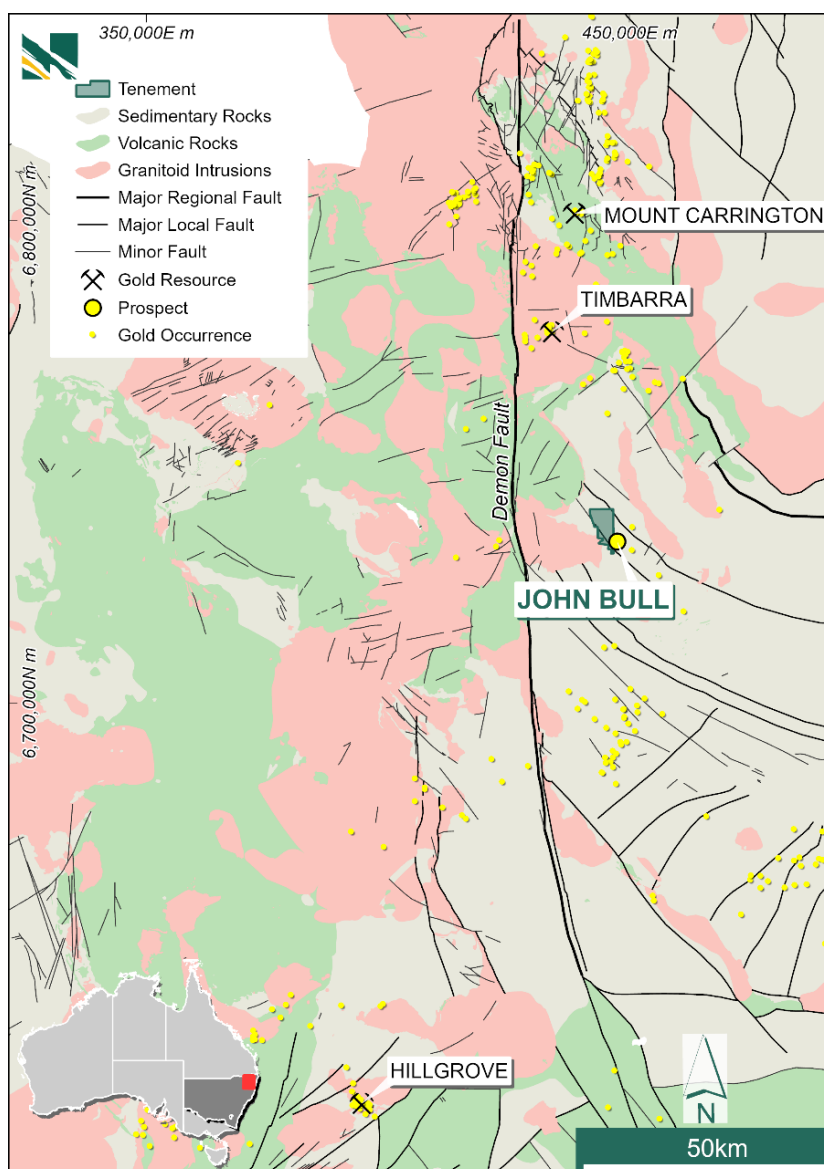 350,000E m
450,000E m
Tenement
Sedimentary Rocks
Volcanic Rocks
Granitoid Intrusions
Major Regional Fault
Major Local Fault
Minor Fault
Gold Resource
Prospect
Gold Occurrence
6,800,000N m
MOUNT CARRINGTON
TIMBARRA
Demon Fault
JOHN BULL
6,700,000N m
HILLGROVE
N
50km